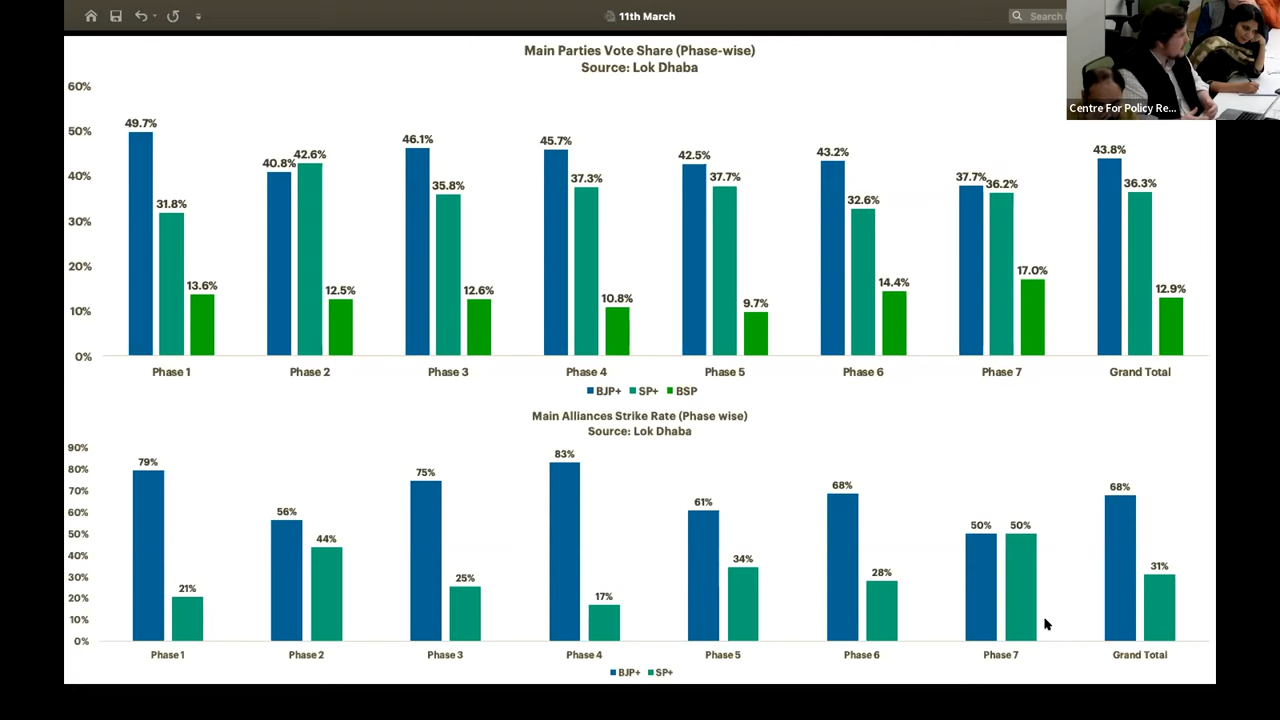 11th March
Search
Centre For Policy Re...
Main Parties Vote Share (Phase-wise)
Source: Lok Dhaba
60%
50%
40%
30%
20%
10%
0%
49.7% 31.8% 13.6%
40.8% 42.6% 12.5%
46.1% 35.8% 12.6%
45.7% 37.3% 10.8%
42.5% 37.7% 9.7%
43.2% 32.6% 14.4%
37.7% 36.2% 17.0%
43.8% 36.3% 12.9%
Phase 1 Phase 2 Phase 3 Phase 4 Phase 5 Phase 6 Phase 7 Grand Total
BJP+ SP+ BSP
Main Alliances Strike Rate (Phase wise)
Source: Lok Dhaba
90%
80%
70%
60%
50%
40%
30%
20%
10%
0%
79% 21%
56% 44%
75% 25%
83% 17%
61% 34%
68% 28%
50% 50%
68% 31%
Phase 1 Phase 2 Phase 3 Phase 4 Phase 5 Phase 6 Phase 7 Grand Total
BJP+ SP+